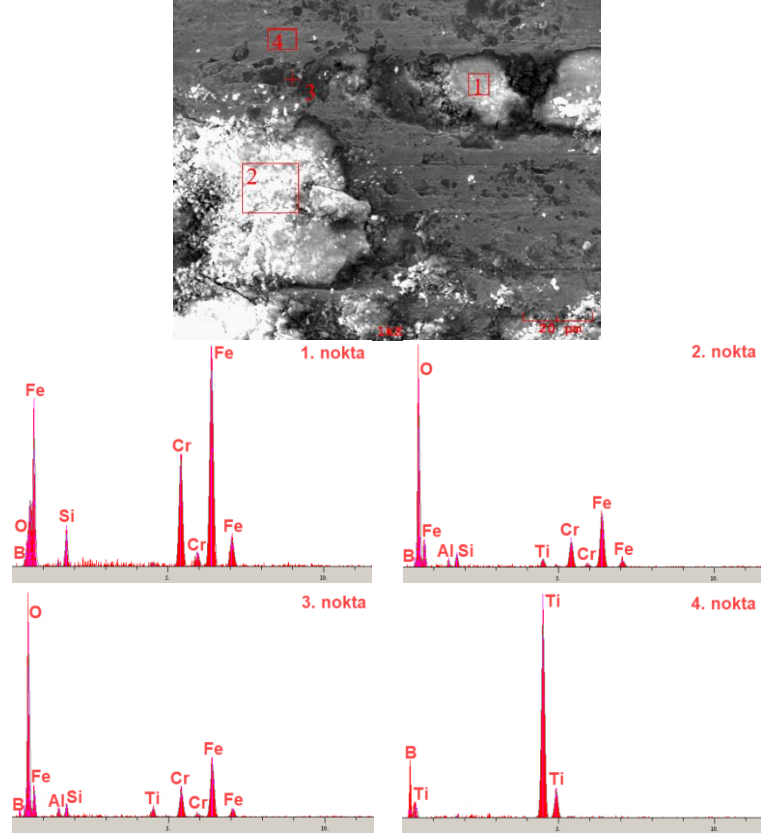 4
3
1
2
20 µm
1. nokta
Fe
Fe
O
B
Si
Cr
Cr
Fe
5.
10.
2. nokta
O
B
Fe
Al
Si
Ti
Cr
Cr
Fe
Fe
5.
10.
3. nokta
O
B
Fe
Al
Si
Ti
Cr
Cr
Fe
Fe
5.
10.
4. nokta
B
Ti
Ti
Ti
5.
10.